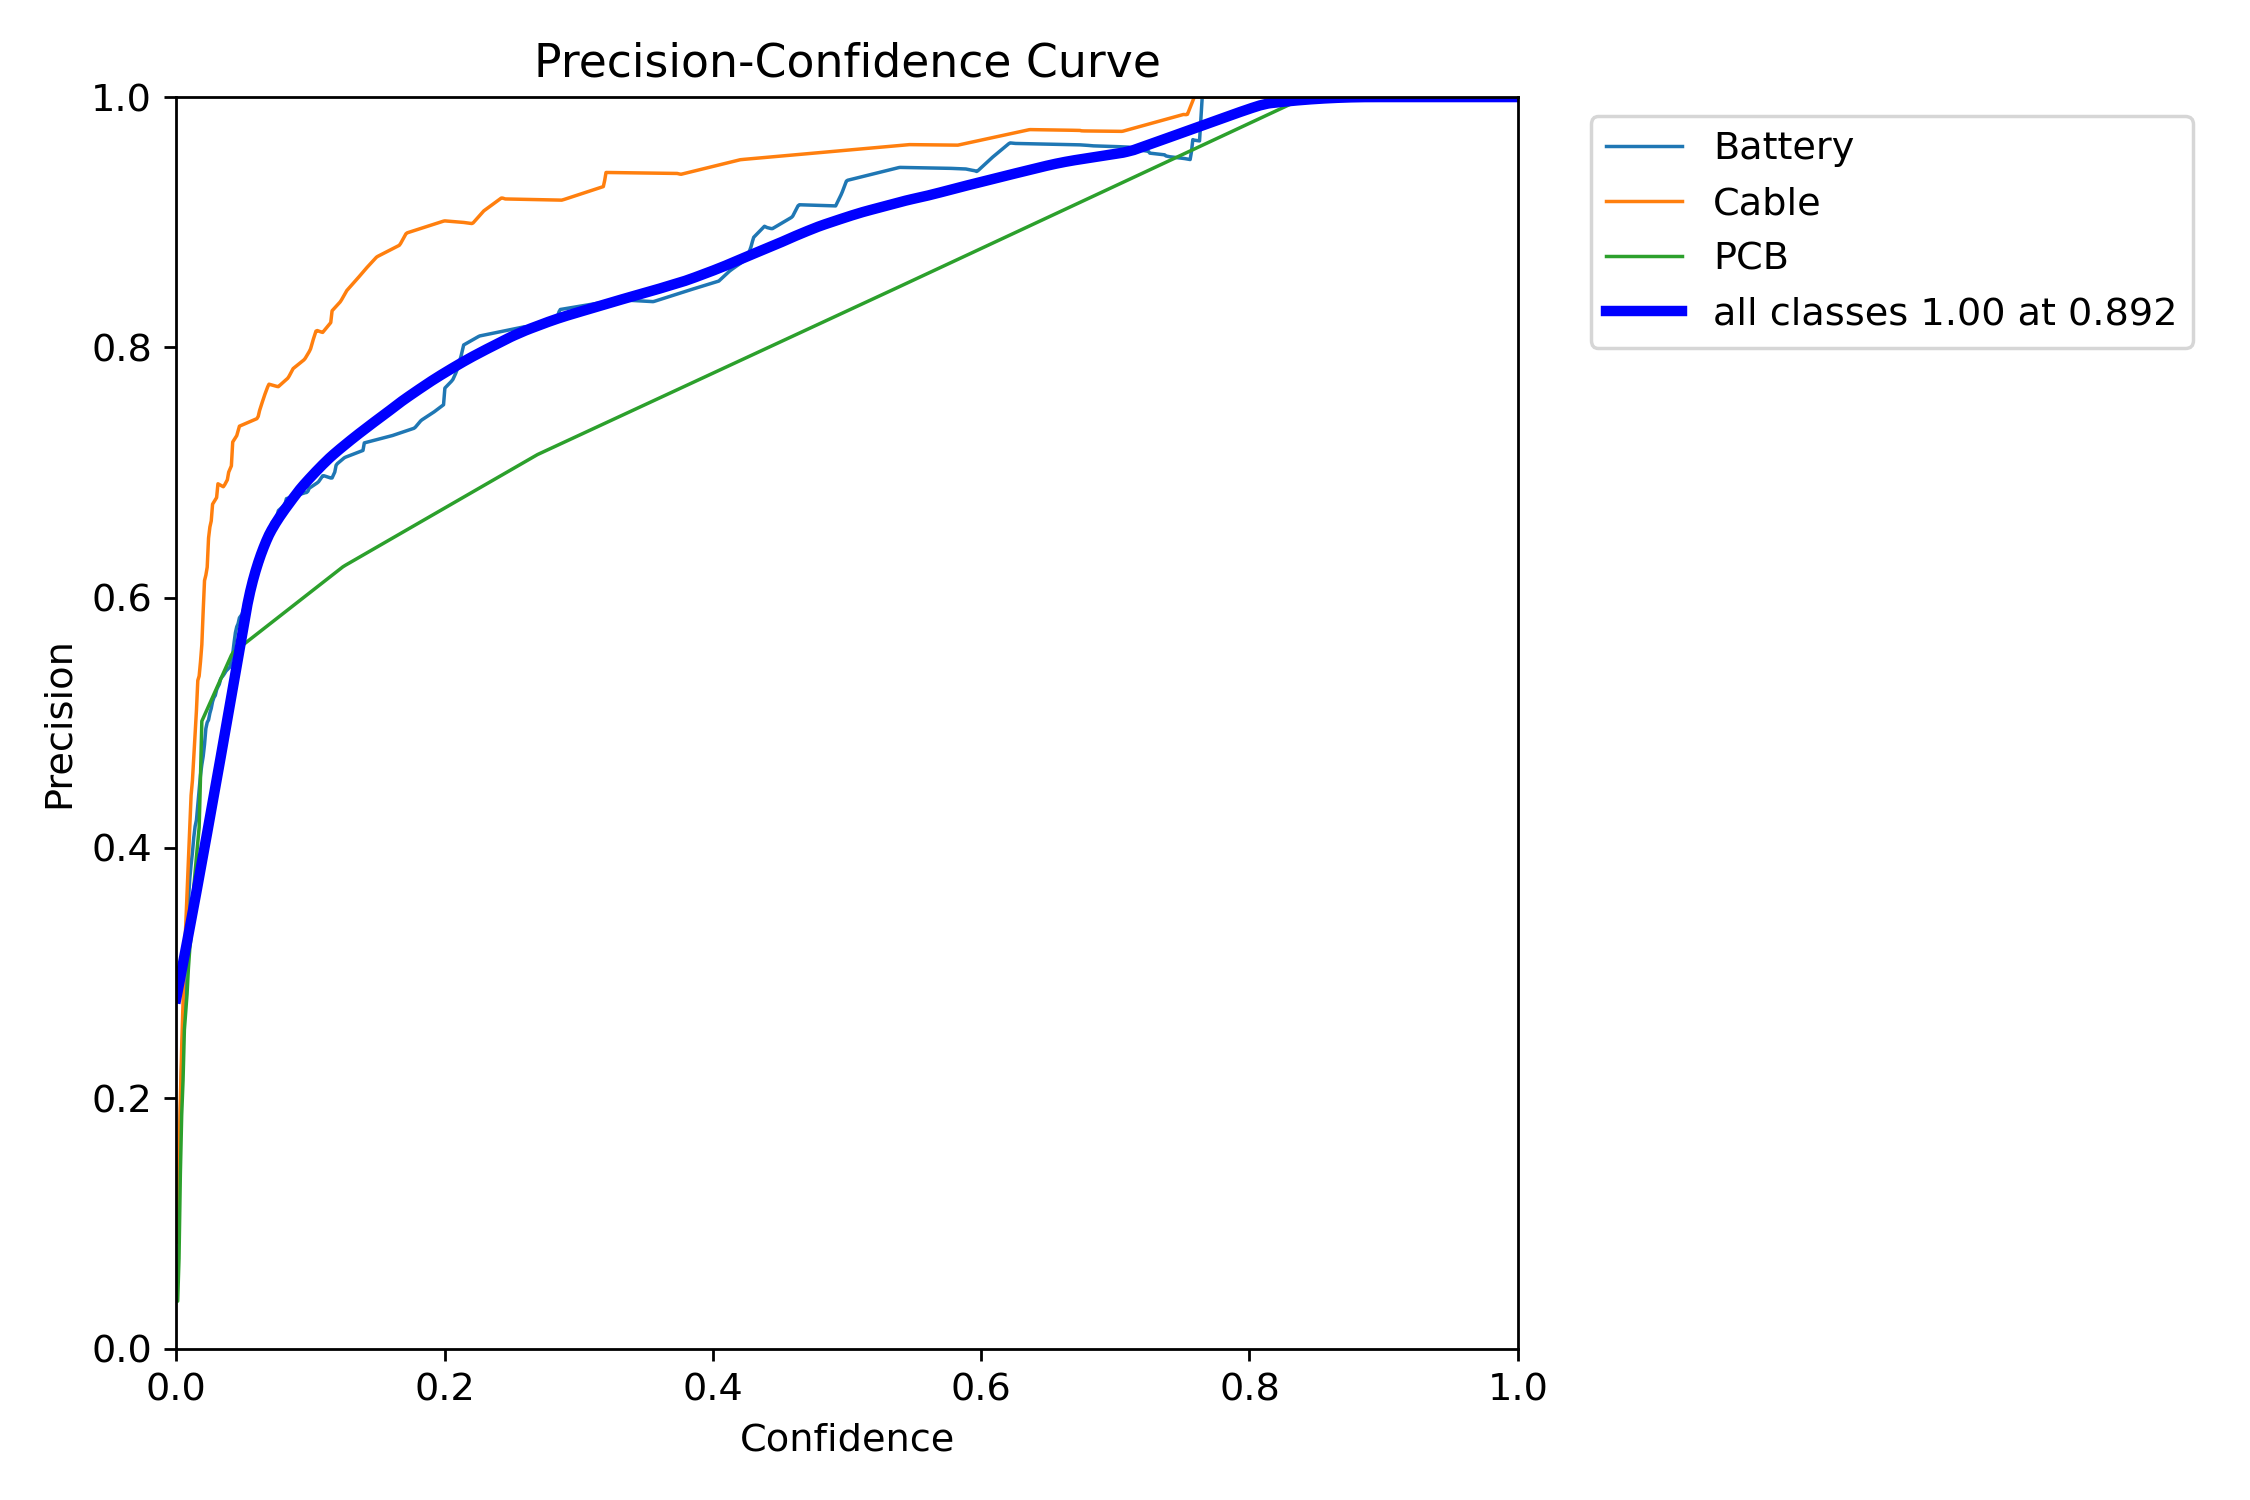 Precision-Confidence Curve
1.0
0.8
0.6
0.4
0.2
0.0
Precision
0.0 0.2 0.4 0.6 0.8 1.0
Confidence
Battery
Cable
PCB
all classes 1.00 at 0.892